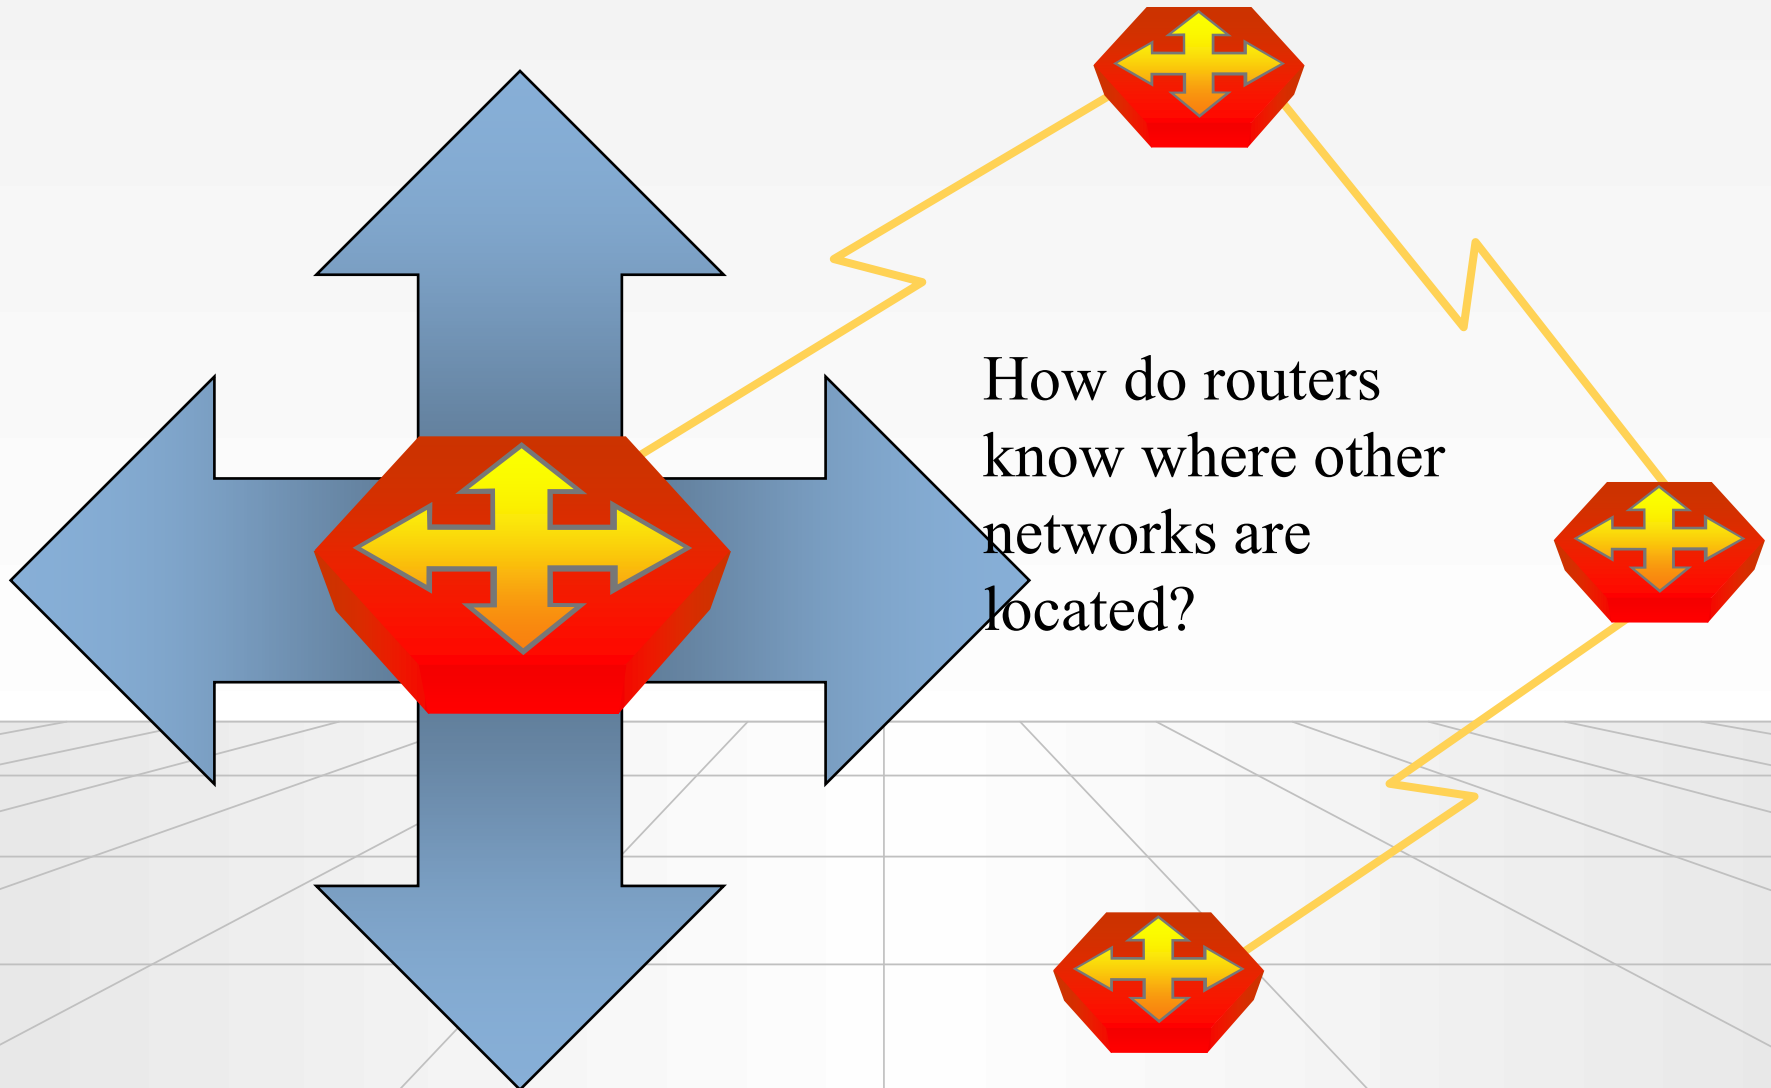 How do routers
know where other
networks are
located?